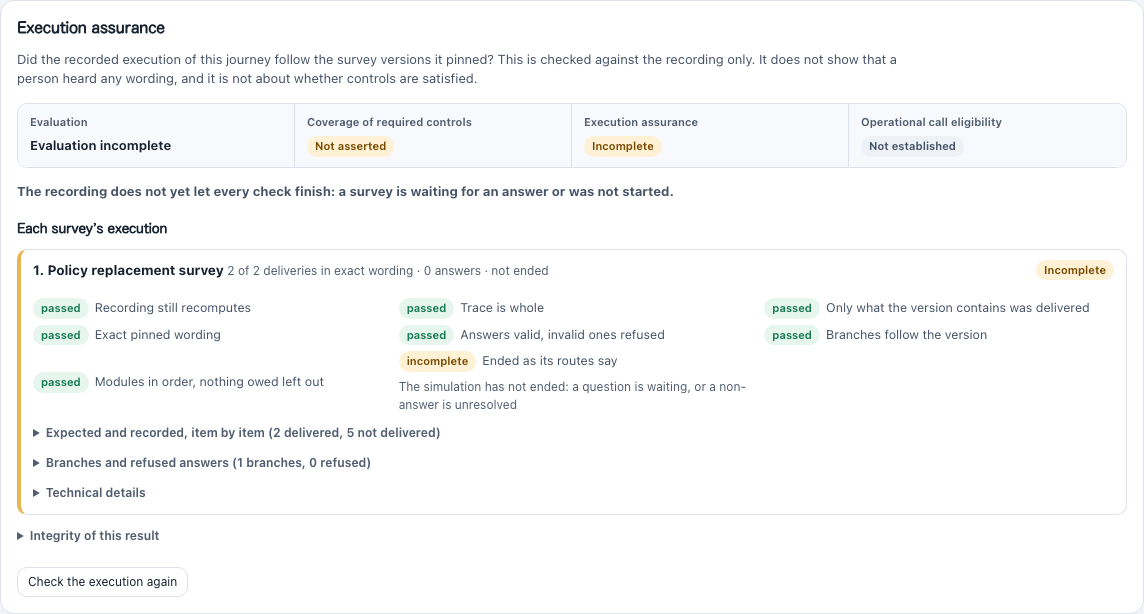 Execution assurance
Did the recorded execution of this journey follow the survey versions it pinned? This is checked against the recording only. It does not show that a
person heard any wording, and it is not about whether controls are satisfied.
Evaluation
Evaluation incomplete
Coverage of required controls
Not asserted
Execution assurance
Incomplete
Operational call eligibility
Not established
The recording does not yet let every check finish: a survey is waiting for an answer or was not started.
Each survey's execution
1. Policy replacement survey 2 of 2 deliveries in exact wording · 0 answers · not ended
Incomplete
passed Recording still recomputes
passed Trace is whole
passed Only what the version contains was delivered
passed Exact pinned wording
passed Answers valid, invalid ones refused
passed Branches follow the version
passed Modules in order, nothing owed left out
incomplete Ended as its routes say
The simulation has not ended: a question is waiting, or a non-
answer is unresolved
Expected and recorded, item by item (2 delivered, 5 not delivered)
Branches and refused answers (1 branches, 0 refused)
Technical details
Integrity of this result
Check the execution again